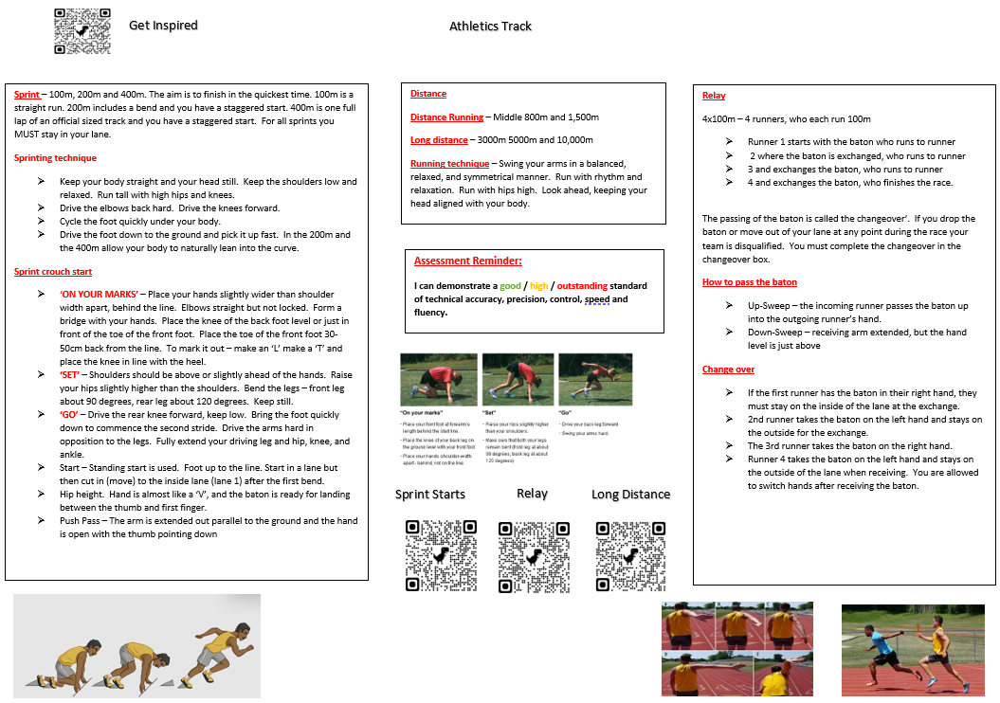 Get Inspired
Athletics Track
Sprint – 100m, 200m and 400m. The aim is to finish in the quickest time. 100m is a
straight run. 200m includes a bend and you have a staggered start. 400m is one full
lap of an official sized track and you have a staggered start. For all sprints you
MUST stay in your lane.
Sprinting technique
➢ Keep your body straight and your head still. Keep the shoulders low and
relaxed. Run tall with high hips and knees.
➢ Drive the elbows back hard. Drive the knees forward.
➢ Cycle the foot quickly under your body.
➢ Drive the foot down to the ground and pick it up fast. In the 200m and
the 400m allow your body to naturally lean into the curve.
Sprint crouch start
➢ ‘ON YOUR MARKS’ – Place your hands slightly wider than shoulder
width apart, behind the line. Elbows straight but not locked. Form a
bridge with your hands. Place the knee of the back foot level or just in
front of the toe of the front foot. Place the toe of the front foot 30-
50cm back from the line. To mark it out – make an ‘L’ make a ‘T’ and
place the knee in line with the heel.
➢ ‘SET’ – Shoulders should be above or slightly ahead of the hands. Raise
your hips slightly higher than the shoulders. Bend the legs – front leg
about 90 degrees, rear leg about 120 degrees. Keep still.
➢ ‘GO’ – Drive the rear knee forward, keep low. Bring the foot quickly
down to commence the second stride. Drive the arms hard in
opposition to the legs. Fully extend your driving leg and hip, knee, and
ankle.
➢ Start – Standing start is used. Foot up to the line. Start in a lane but
then cut in (move) to the inside lane (lane 1) after the first bend.
➢ Hip height. Hand is almost like a ‘V’, and the baton is ready for landing
between the thumb and first finger.
➢ Push Pass – The arm is extended out parallel to the ground and the hand
is open with the thumb pointing down
Distance
Distance Running – Middle 800m and 1,500m
Long distance – 3000m 5000m and 10,000m
Running technique – Swing your arms in a balanced,
relaxed, and symmetrical manner. Run with rhythm and
relaxation. Run with hips high. Look ahead, keeping your
head aligned with your body.
Assessment Reminder:
I can demonstrate a good / high / outstanding standard
of technical accuracy, precision, control, speed and
fluency.
"On your marks"
- Place your front foot at forearm's
length behind the start line.
- Place the knee of your back leg on
the ground level with your front foot
- Place your hands shoulder-width
apart - behind, not on the line.
"Set"
- Raise your hips slightly higher
than your shoulders.
- Make sure that both your legs
remain bent (front leg at about
90 degrees; back leg at about
120 degrees)
"Go"
- Drive your back leg forward.
- Swing your arms hard.
Sprint Starts
Relay
Long Distance
Relay
4x100m – 4 runners, who each run 100m
➢ Runner 1 starts with the baton who runs to runner
➢ 2 where the baton is exchanged, who runs to runner
➢ 3 and exchanges the baton, who runs to runner
➢ 4 and exchanges the baton, who finishes the race.
The passing of the baton is called the changeover’. If you drop the
baton or move out of your lane at any point during the race your
team is disqualified. You must complete the changeover in the
changeover box.
How to pass the baton
➢ Up-Sweep – the incoming runner passes the baton up
into the outgoing runner’s hand.
➢ Down-Sweep – receiving arm extended, but the hand
level is just above
Change over
➢ If the first runner has the baton in their right hand, they
must stay on the inside of the lane at the exchange.
➢ 2nd runner takes the baton on the left hand and stays on
the outside for the exchange.
➢ The 3rd runner takes the baton on the right hand.
➢ Runner 4 takes the baton on the left hand and stays on
the outside of the lane when receiving. You are allowed
to switch hands after receiving the baton.
A
B
C
D
E